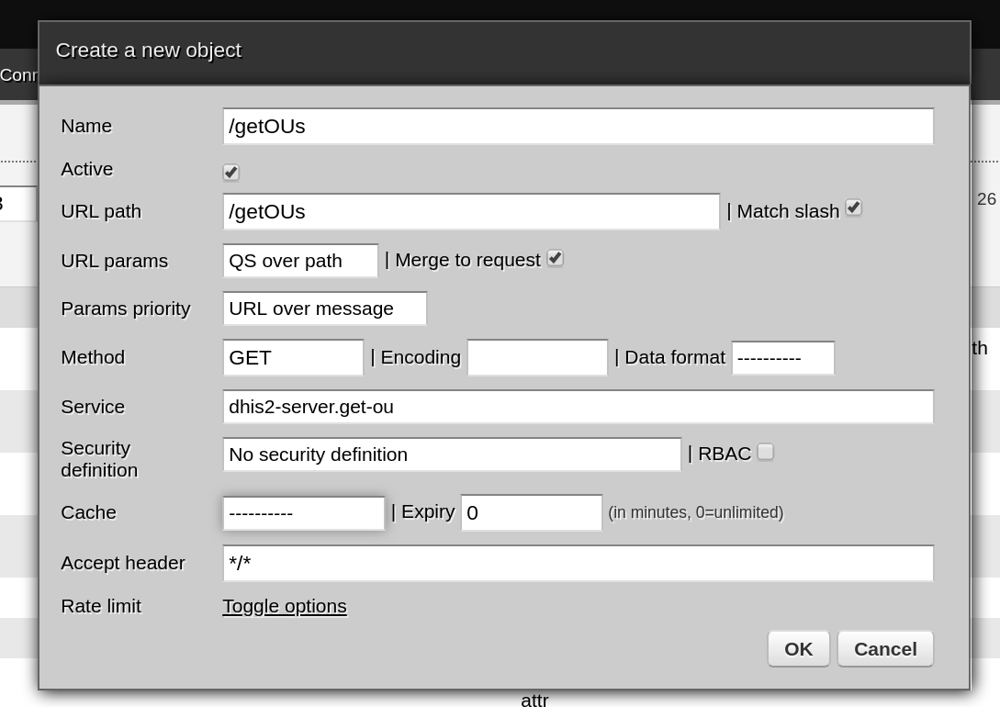 Create a new object
Conn
Name /getOUs
Active
URL path /getOUs | Match slash
26
URL params QS over path | Merge to request
Params priority URL over message
th
Method GET | Encoding | Data format ----------
Service dhis2-server.get-ou
Security
definition No security definition | RBAC
Cache ---------- | Expiry 0 (in minutes, 0=unlimited)
Accept header */*
Rate limit Toggle options
OK Cancel
attr